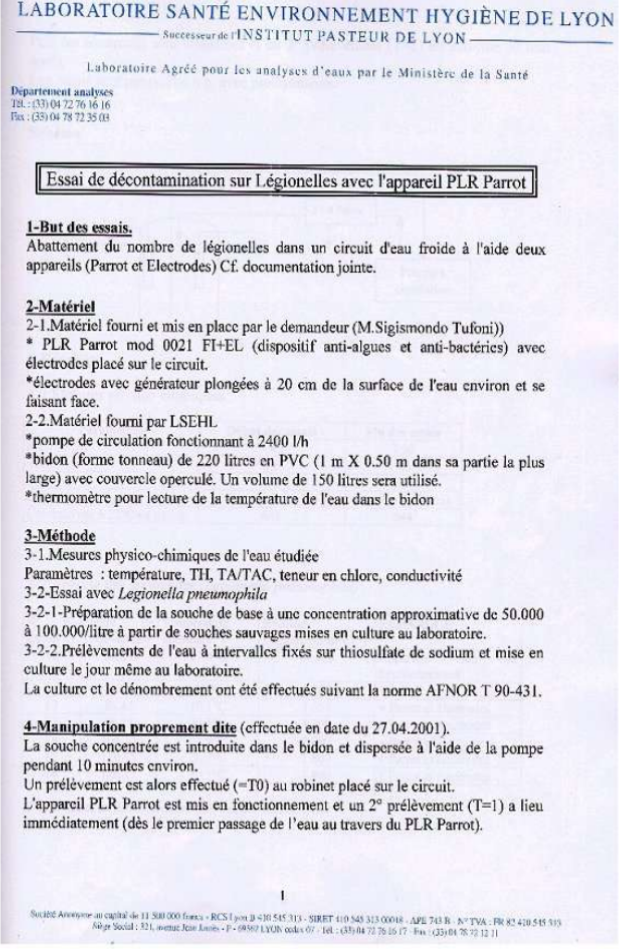 LABORATOIRE SANTÉ ENVIRONNEMENT HYGIÈNE DE LYON
Successeur de l'INSTITUT PASTEUR DE LYON
Laboratoire Agréé pour les analyses d'eaux par le Ministère de la Santé
Département analyses
Tél. : (33) 04 72 76 16 16
Fax : (33) 04 78 72 35 03
Essai de décontamination sur Légionelles avec l'appareil PLR Parrot
1-But des essais.
Abattement du nombre de légionelles dans un circuit d'eau froide à l'aide deux
appareils (Parrot et Electrodes) Cf. documentation jointe.
2-Matériel
2-1.Matériel fourni et mis en place par le demandeur (M.Sigismondo Tufoni))
* PLR Parrot mod 0021 FI+EL (dispositif anti-algues et anti-bactéries) avec
électrodes placé sur le circuit.
*électrodes avec générateur plongées à 20 cm de la surface de l'eau environ et se
faisant face.
2-2.Matériel fourni par LSEHL
*pompe de circulation fonctionnant à 2400 l/h
*bidon (forme tonneau) de 220 litres en PVC (1 m X 0.50 m dans sa partie la plus
large) avec couvercle operculé. Un volume de 150 litres sera utilisé.
*thermomètre pour lecture de la température de l'eau dans le bidon
3-Méthode
3-1.Mesures physico-chimiques de l'eau étudiée
Paramètres : température, TH, TA/TAC, teneur en chlore, conductivité
3-2-Essai avec Legionella pneumophila
3-2-1-Préparation de la souche de base à une concentration approximative de 50.000
à 100.000/litre à partir de souches sauvages mises en culture au laboratoire.
3-2-2.Prélèvements de l'eau à intervalles fixés sur thiosulfate de sodium et mise en
culture le jour même au laboratoire.
La culture et le dénombrement ont été effectués suivant la norme AFNOR T 90-431.
4-Manipulation proprement dite (effectuée en date du 27.04.2001).
La souche concentrée est introduite dans le bidon et dispersée à l'aide de la pompe
pendant 10 minutes environ.
Un prélèvement est alors effectué (=T0) au robinet placé sur le circuit.
L'appareil PLR Parrot est mis en fonctionnement et un 2° prélèvement (T=1) a lieu
immédiatement (dès le premier passage de l'eau au travers du PLR Parrot).
1
Société Anonyme au capital de 11 500 000 francs - RCS Lyon B 410 545 313 - SIRET 410 545 313 00048 - APE 743 B - N° TVA : FR 82 410 545 313
Siège Social : 321, avenue Jean Jaurès - F - 69362 LYON cedex 07 - Tél : (33) 04 72 76 16 17 - Fax : (33) 04 78 72